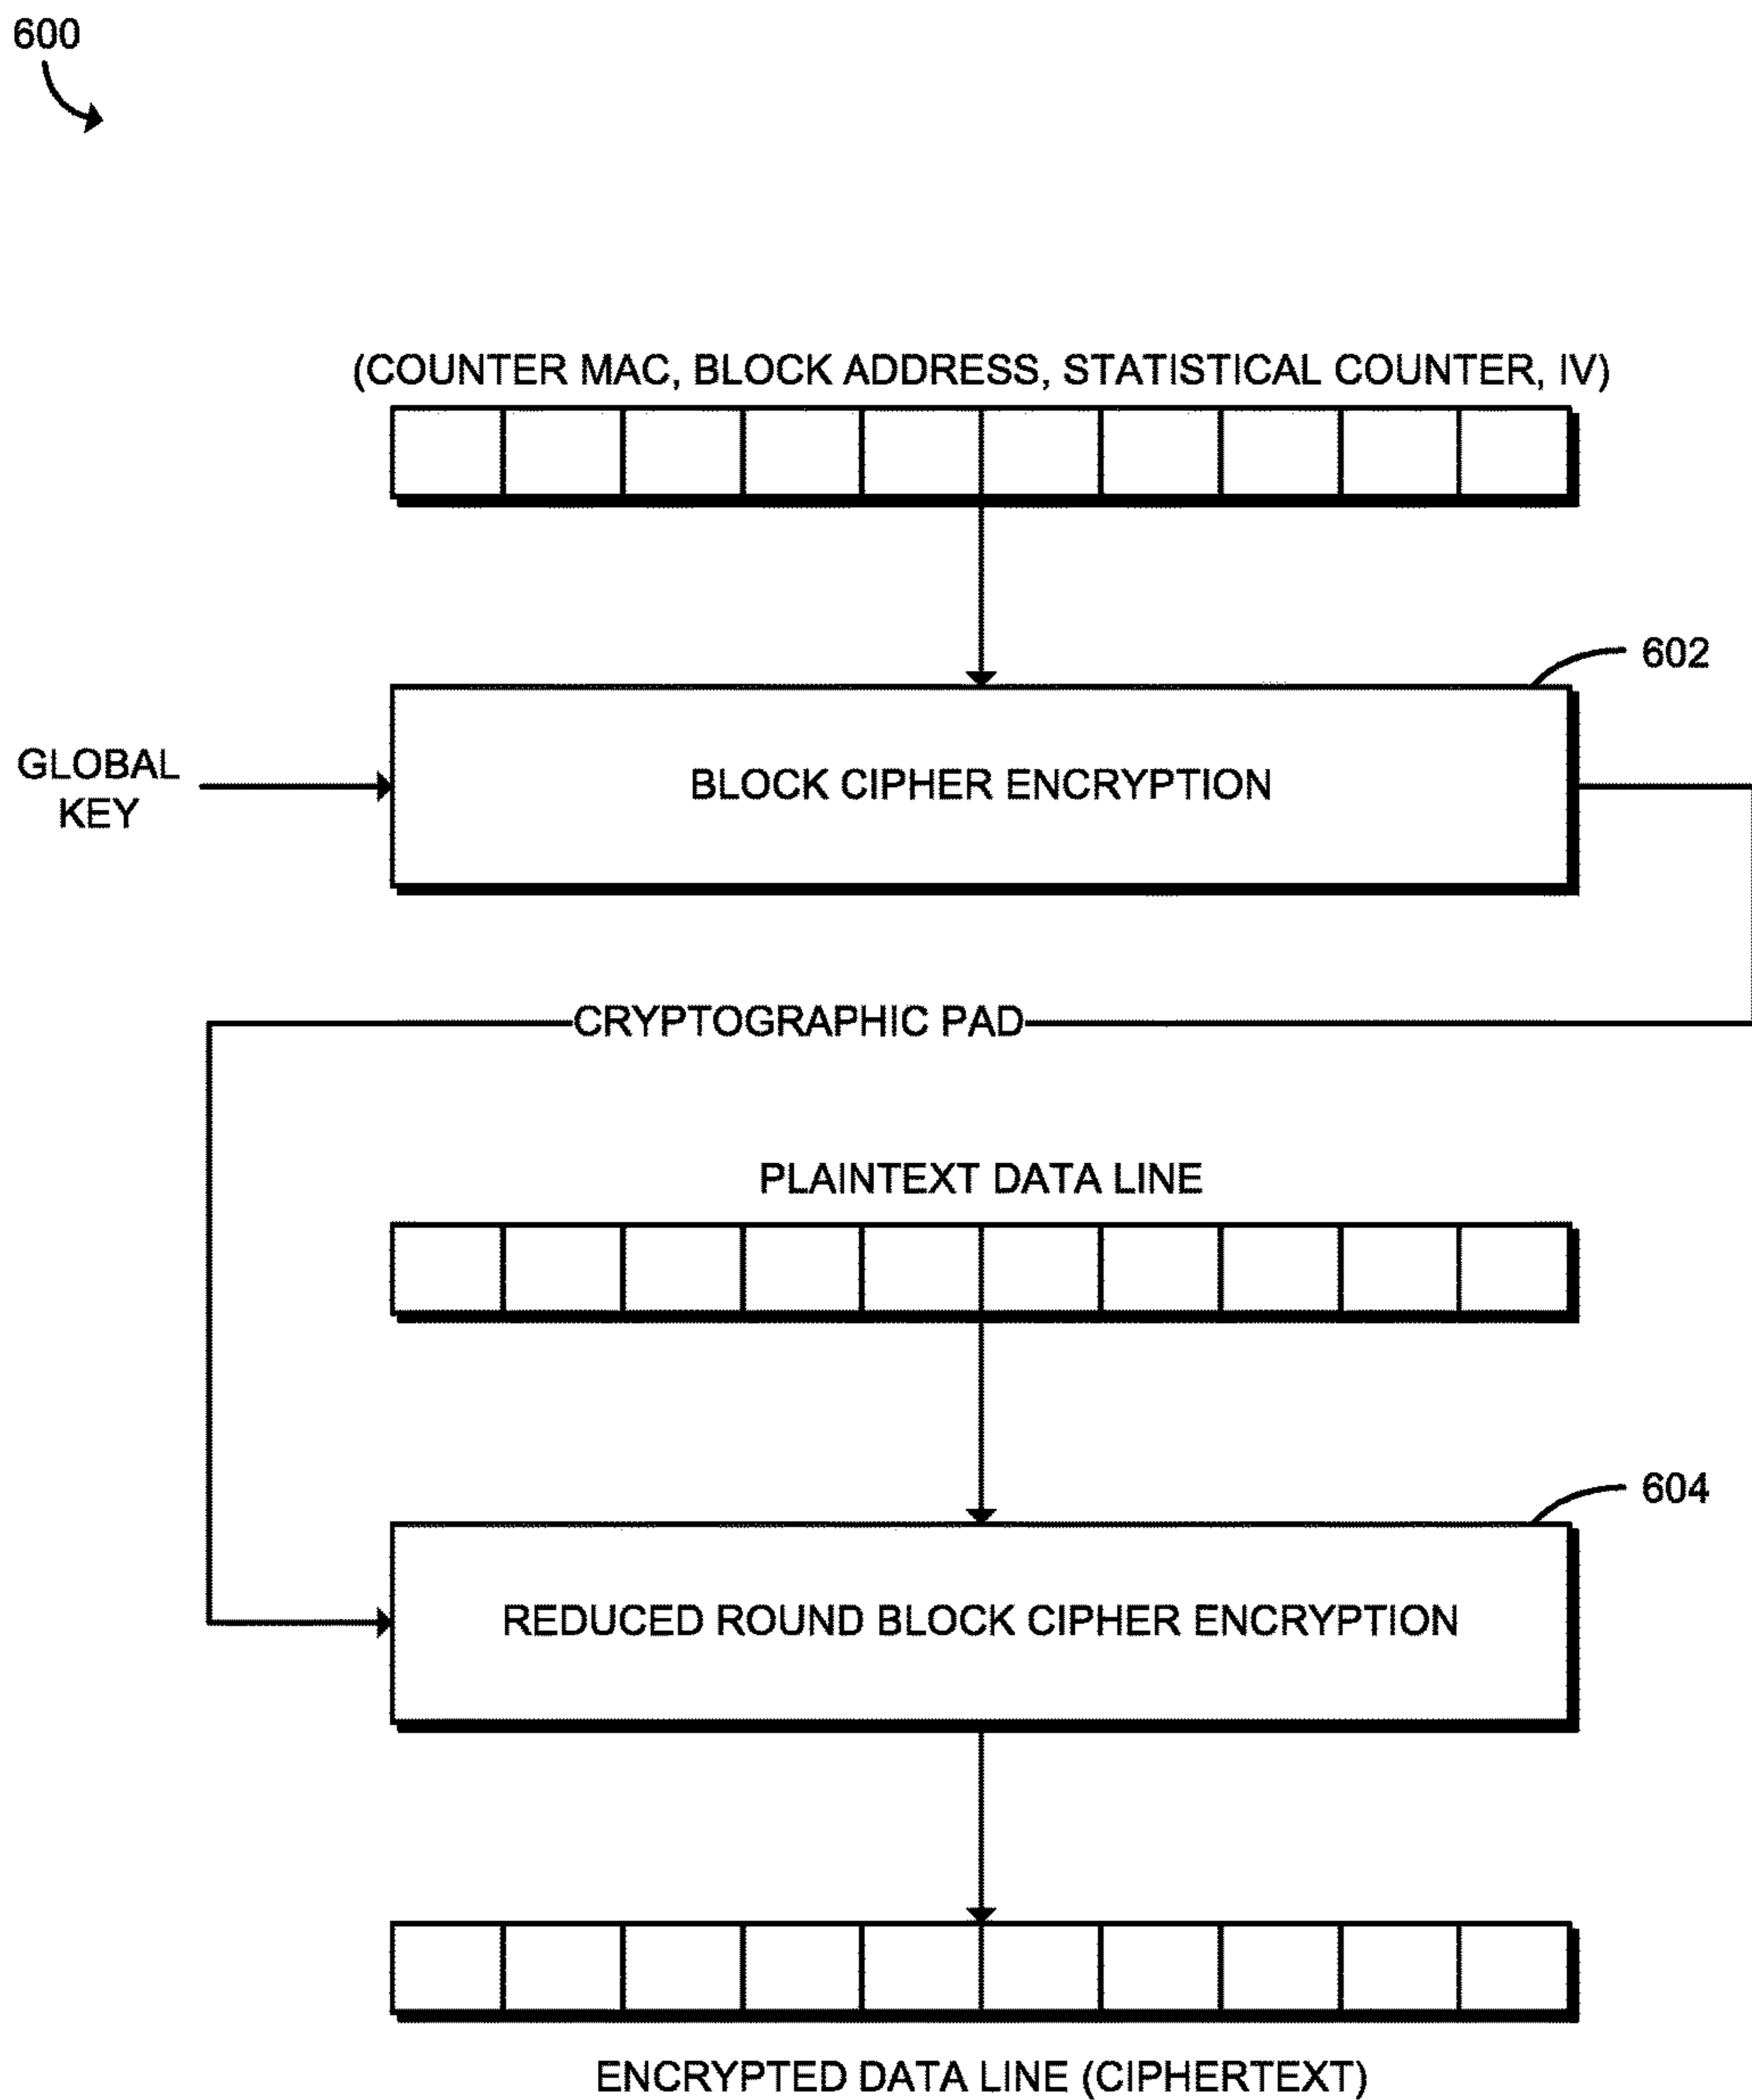 600
(COUNTER MAC, BLOCK ADDRESS, STATISTICAL COUNTER, IV)
602
GLOBAL
KEY
BLOCK CIPHER ENCRYPTION
CRYPTOGRAPHIC PAD
PLAINTEXT DATA LINE
604
REDUCED ROUND BLOCK CIPHER ENCRYPTION
ENCRYPTED DATA LINE (CIPHERTEXT)